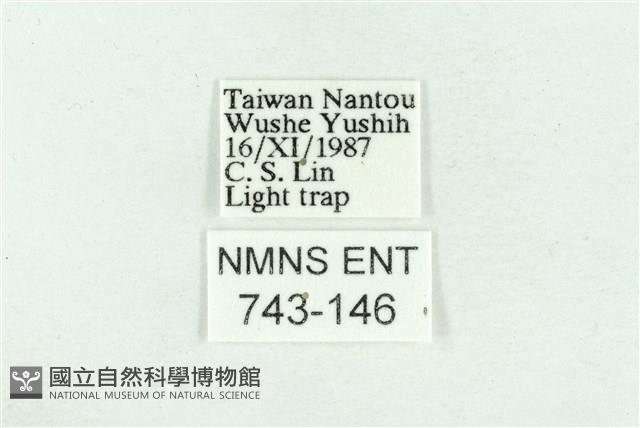 Taiwan Nantou
Wushe Yushih
16/XI/1987
C. S. Lin
Light trap
NMNS ENT
743-146
國立自然科學博物館
NATIONAL MUSEUM OF NATURAL SCIENCE